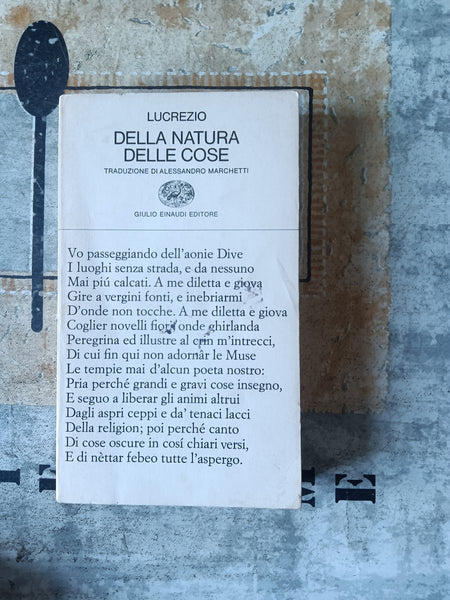 LUCREZIO
DELLA NATURA
DELLE COSE
TRADUZIONE DI ALESSANDRO MARCHETTI
GIULIO EINAUDI EDITORE
Vo passeggiando dell'aonie Dive
I luoghi senza strada, e da nessuno
Mai piú calcati. A me diletta e giova
Gire a vergini fonti, e inebriarmi
D'onde non tocche. A me diletta e giova
Coglier novelli fiori onde ghirlanda
Peregrina ed illustre al crin m'intrecci,
Di cui fin qui non adornâr le Muse
Le tempie mai d'alcun poeta nostro:
Pria perché grandi e gravi cose insegno,
E seguo a liberar gli animi altrui
Dagli aspri ceppi e da' tenaci lacci
Della religion; poi perché canto
Di cose oscure in cosí chiari versi,
E di nèttar febeo tutte l'aspergo.